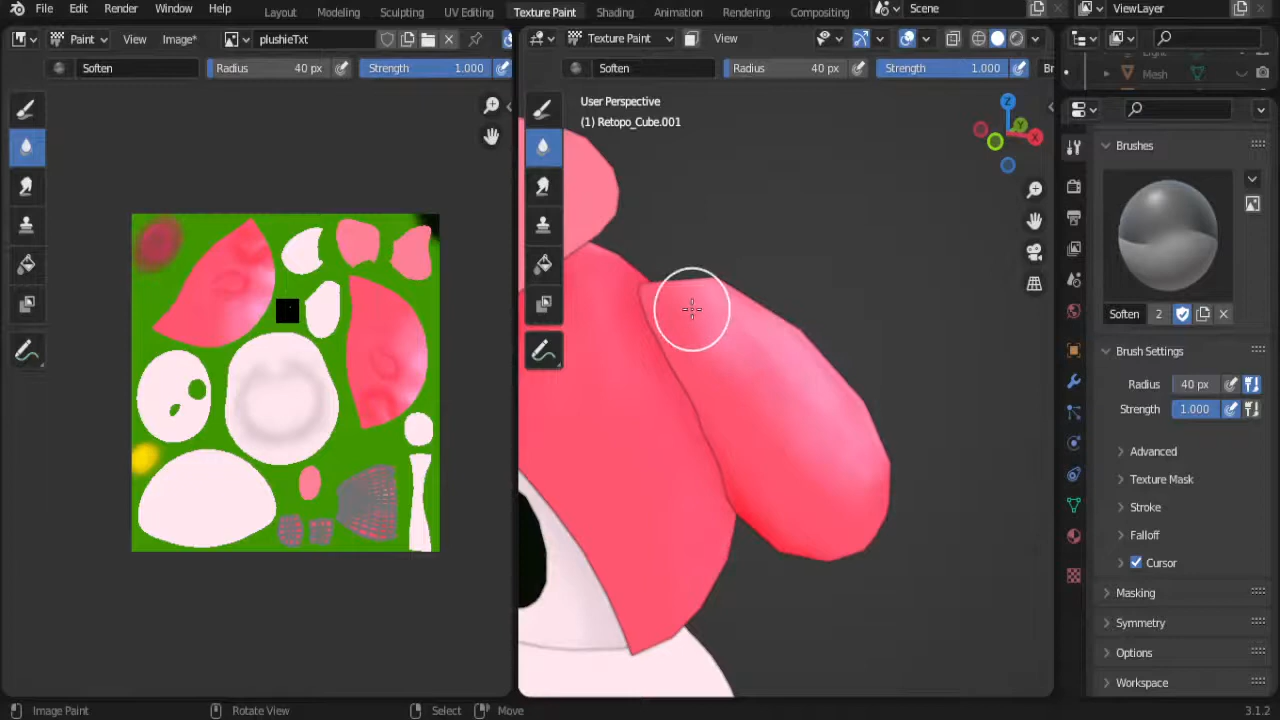 File Edit Render Window Help Layout Modeling Sculpting UV Editing Texture Paint Shading Animation Rendering Compositing Scene ViewLayer
Paint View Image* plushieTxt Texture Paint View
Soften Radius 40 px Strength 1.000 Soften Radius 40 px Strength 1.000 Br
Mesh
User Perspective
(1) Retopo_Cube.001
Z
Y
X
Brushes
Soften 2
Brush Settings
Radius 40 px
Strength 1.000
Advanced
Texture Mask
Stroke
Falloff
Cursor
Masking
Symmetry
Options
Workspace
Image Paint Rotate View Select Move 3.1.2